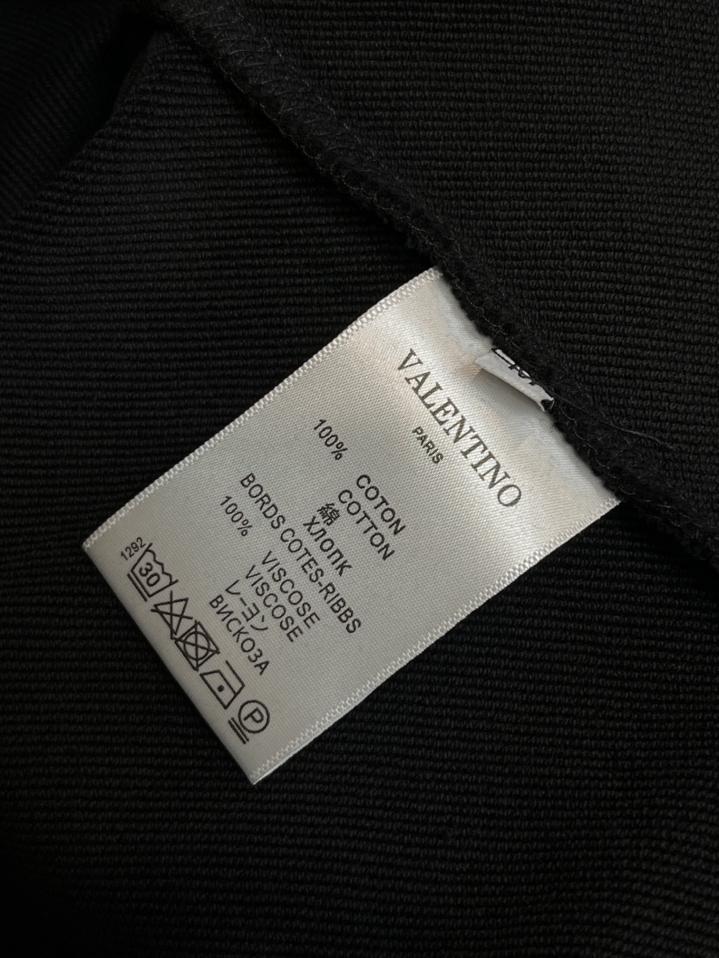 VALENTINO
PARIS
100% COTON
COTTON
綿
ХЛОПК
BORDS COTES-RIBBS
100% VISCOSE
VISCOSE
レーヨン
ВИСКОЗА
1292
30
P